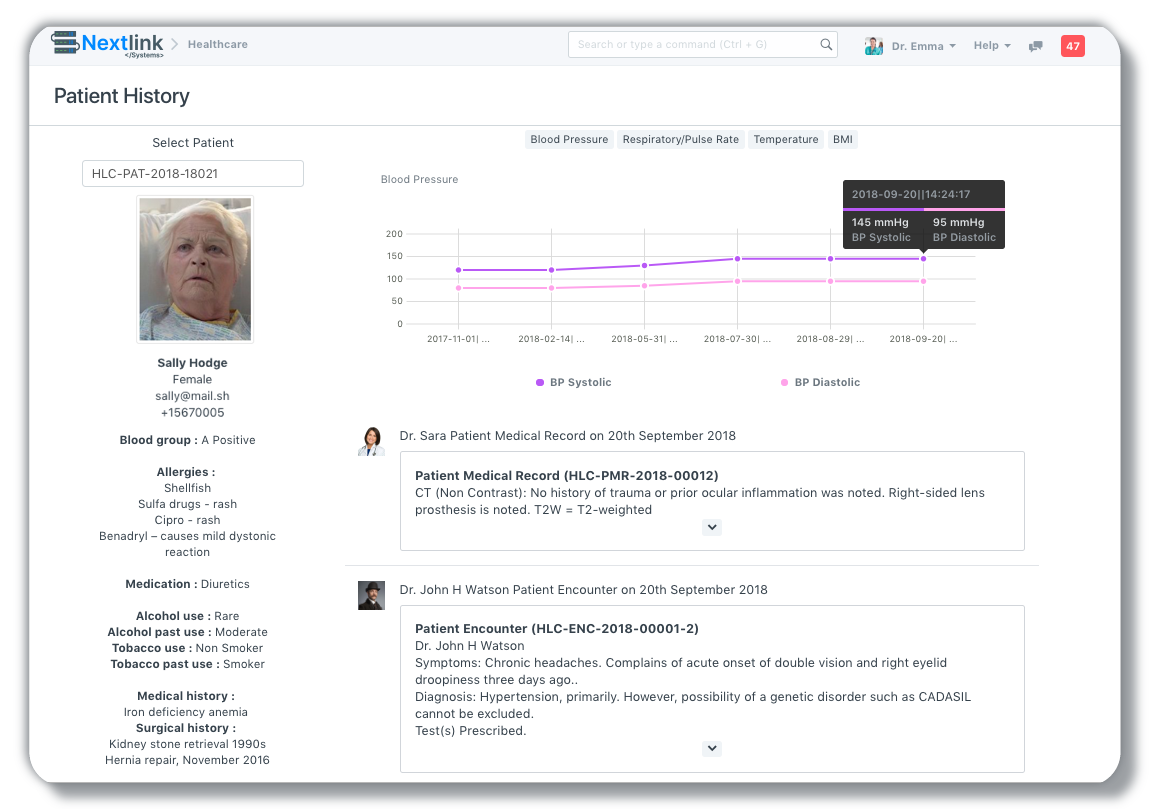 Nextlink
</Systems>
Healthcare
Search or type a command (Ctrl + G)
Dr. Emma
Help
47
Patient History
Select Patient
HLC-PAT-2018-18021
Sally Hodge
Female
sally@mail.sh
+15670005
Blood group : A Positive
Allergies :
Shellfish
Sulfa drugs - rash
Cipro - rash
Benadryl – causes mild dystonic
reaction
Medication : Diuretics
Alcohol use : Rare
Alcohol past use : Moderate
Tobacco use : Non Smoker
Tobacco past use : Smoker
Medical history :
Iron deficiency anemia
Surgical history :
Kidney stone retrieval 1990s
Hernia repair, November 2016
Blood Pressure
Respiratory/Pulse Rate
Temperature
BMI
Blood Pressure
2018-09-20||14:24:17
145 mmHg 95 mmHg
BP Systolic BP Diastolic
200
150
100
50
0
2017-11-01| ... 2018-02-14| ... 2018-05-31| ... 2018-07-30| ... 2018-08-29| ... 2018-09-20| ...
BP Systolic BP Diastolic
Dr. Sara Patient Medical Record on 20th September 2018
Patient Medical Record (HLC-PMR-2018-00012)
CT (Non Contrast): No history of trauma or prior ocular inflammation was noted. Right-sided lens
prosthesis is noted. T2W = T2-weighted
Dr. John H Watson Patient Encounter on 20th September 2018
Patient Encounter (HLC-ENC-2018-00001-2)
Dr. John H Watson
Symptoms: Chronic headaches. Complains of acute onset of double vision and right eyelid
droopiness three days ago..
Diagnosis: Hypertension, primarily. However, possibility of a genetic disorder such as CADASIL
cannot be excluded.
Test(s) Prescribed.